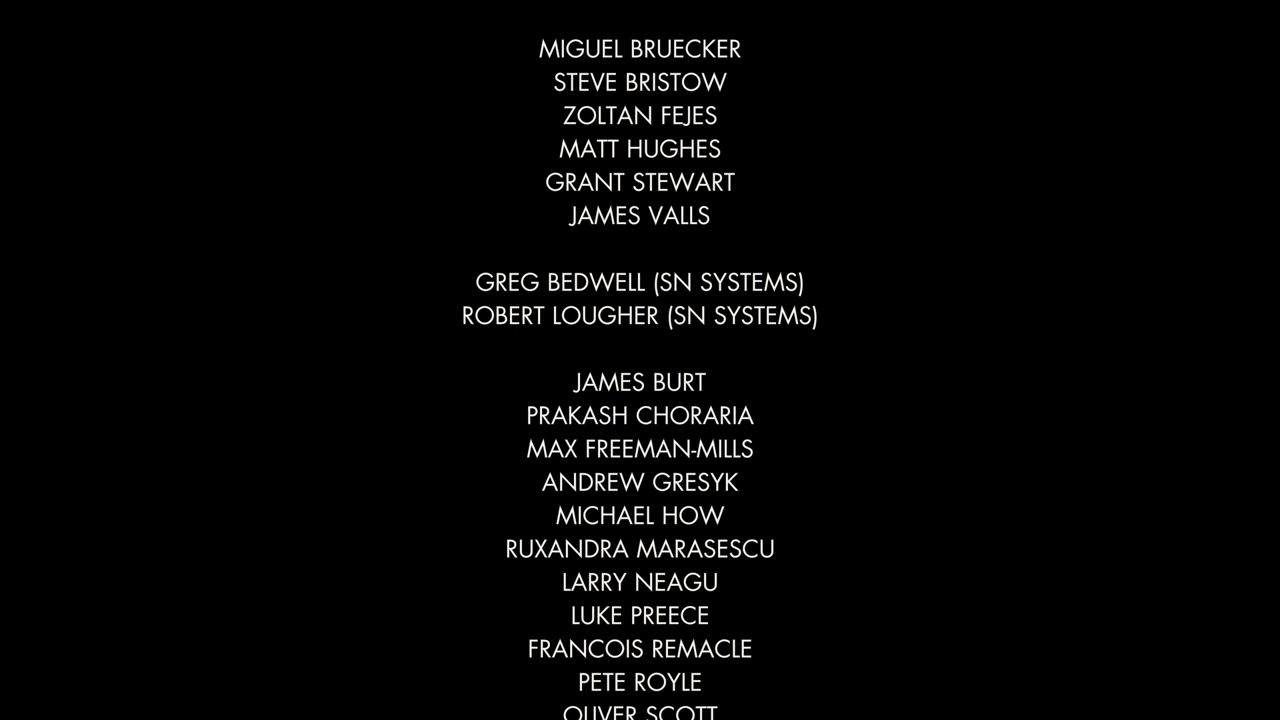 MIGUEL BRUECKER
STEVE BRISTOW
ZOLTAN FEJES
MATT HUGHES
GRANT STEWART
JAMES VALLS
GREG BEDWELL (SN SYSTEMS)
ROBERT LOUGHER (SN SYSTEMS)
JAMES BURT
PRAKASH CHORARIA
MAX FREEMAN-MILLS
ANDREW GRESYK
MICHAEL HOW
RUXANDRA MARASESCU
LARRY NEAGU
LUKE PREECE
FRANCOIS REMACLE
PETE ROYLE
OLIVER SCOTT